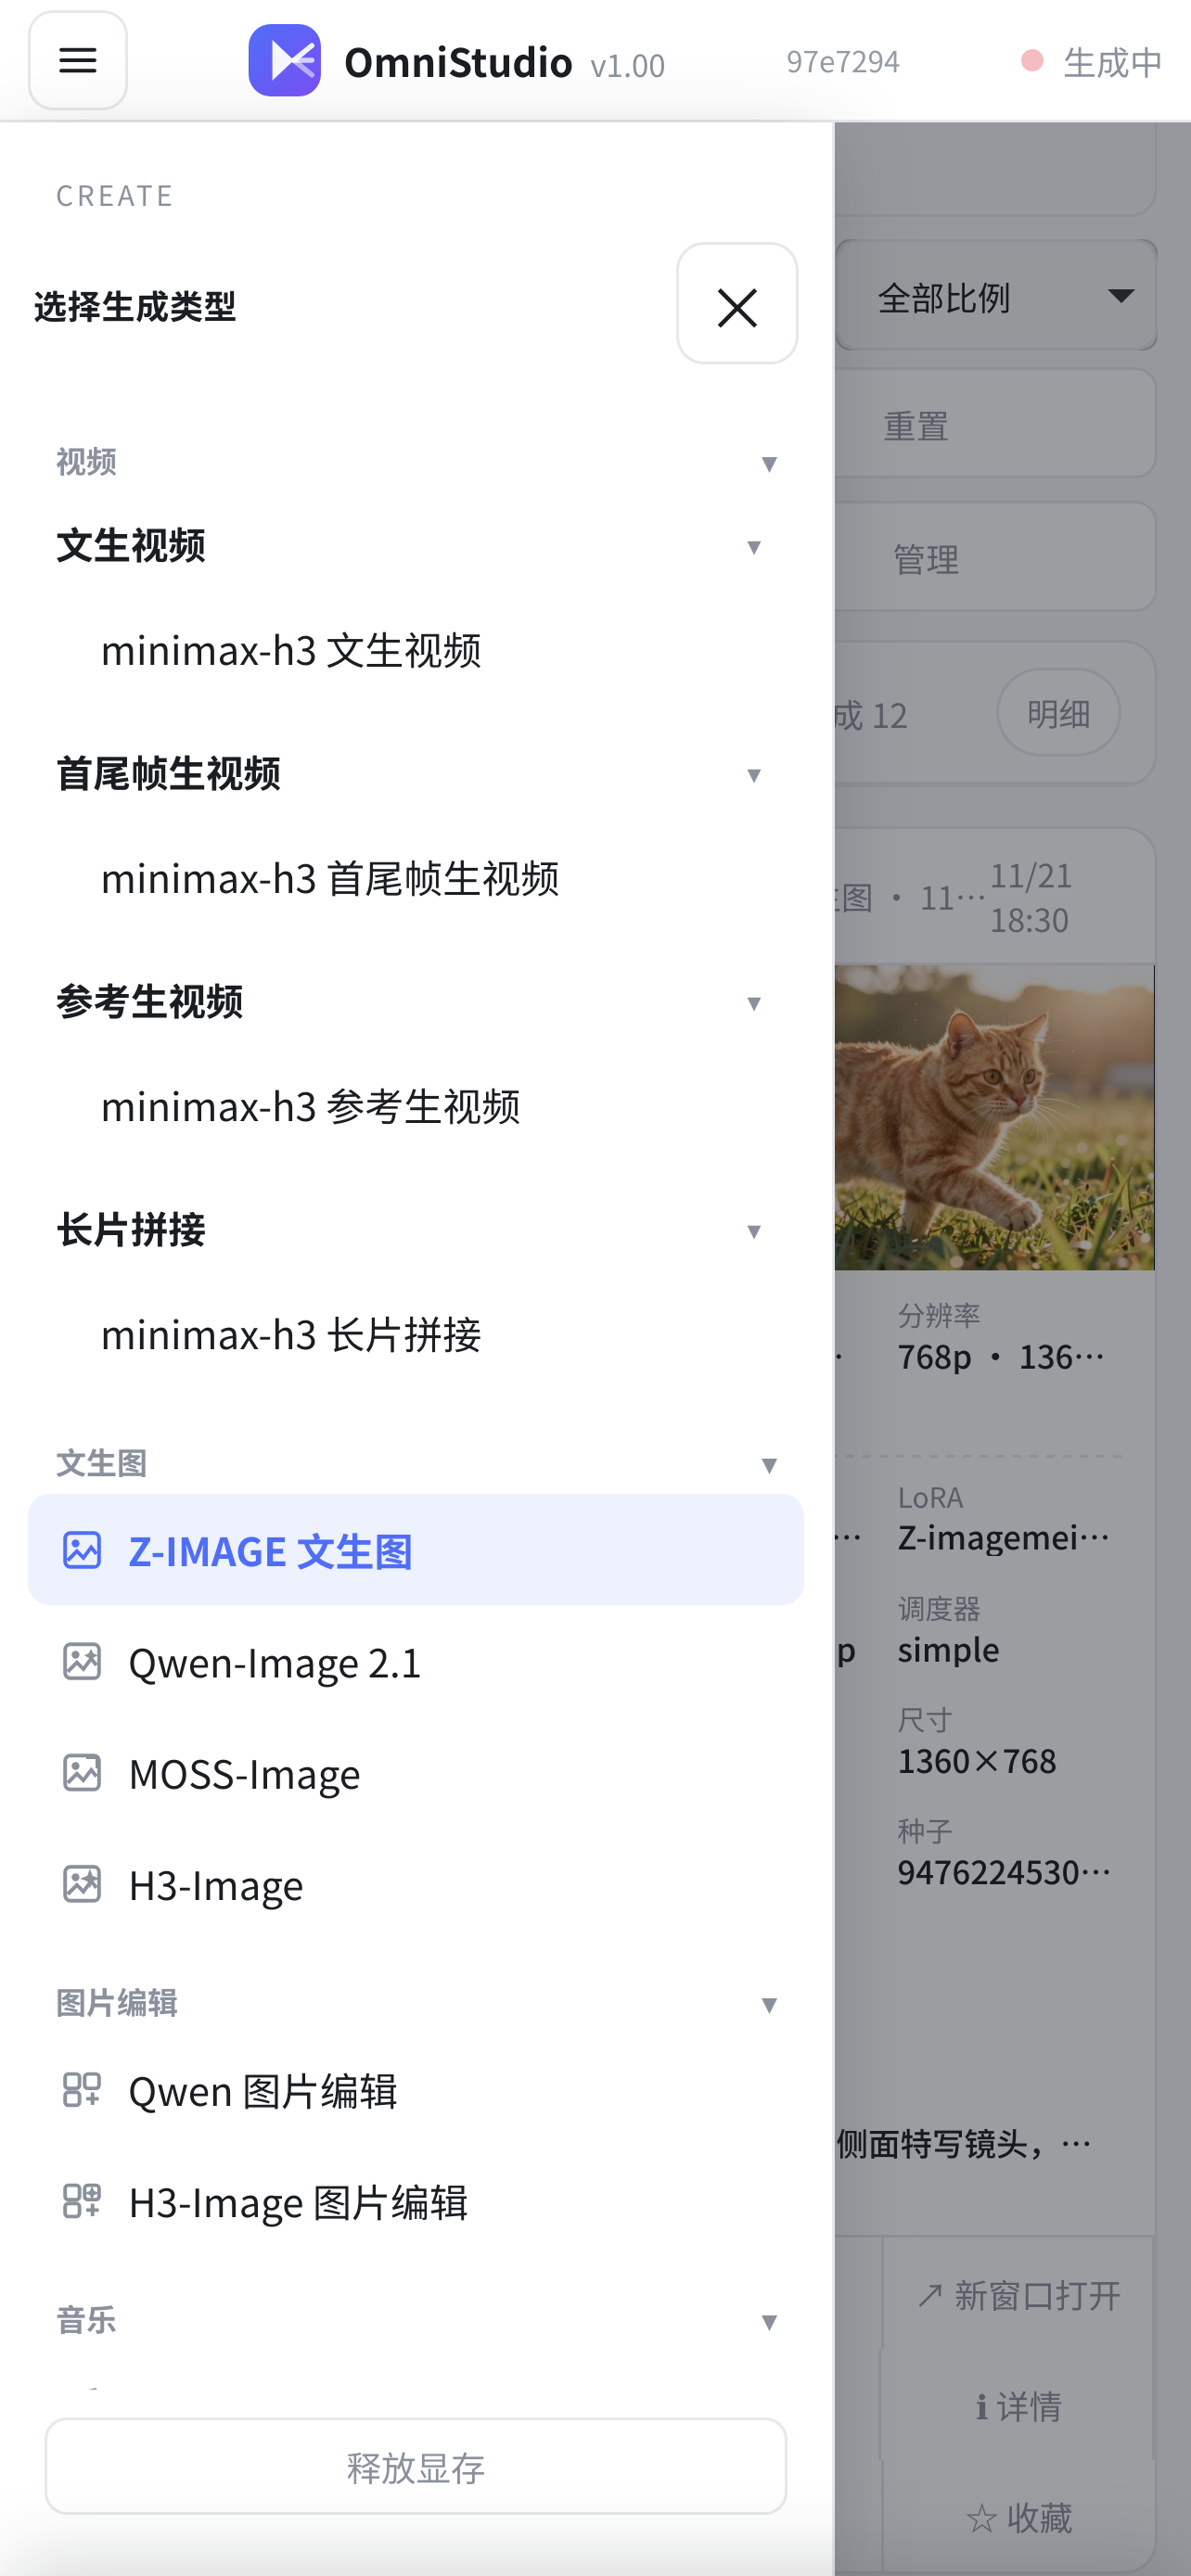 OmniStudio v1.00 97e7294 生成中
CREATE
选择生成类型
视频
文生视频
minimax-h3 文生视频
首尾帧生视频
minimax-h3 首尾帧生视频
参考生视频
minimax-h3 参考生视频
长片拼接
minimax-h3 长片拼接
文生图
Z-IMAGE 文生图
Qwen-Image 2.1
MOSS-Image
H3-Image
图片编辑
Qwen 图片编辑
H3-Image 图片编辑
音乐
释放显存
全部比例
重置
管理
成 12 明细
图 • 11… 11/21
18:30
分辨率
768p • 136…
LoRA
Z-imagemei…
调度器
p simple
尺寸
1360×768
种子
9476224530…
侧面特写镜头，…
↗ 新窗口打开
ℹ 详情
☆ 收藏